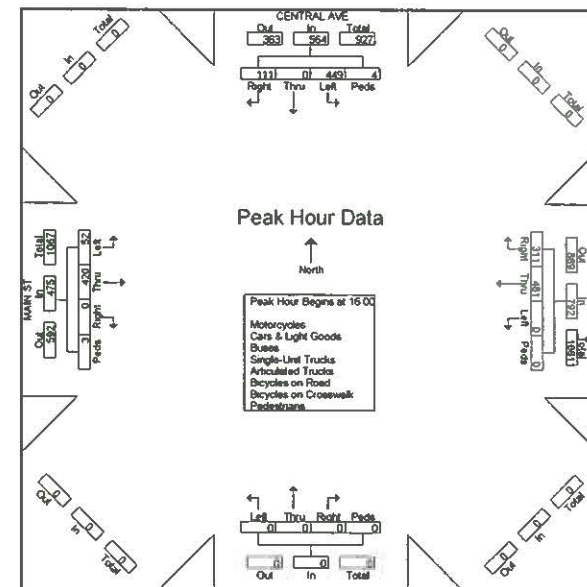 CENTRAL AVE
Out In Total
363 564 927
111 0 449 4
Right Thru Left Peds
Out In Total
0 0 0
Out In Total
0 0 0
Peak Hour Data
North
Peak Hour Begins at 16:00
Motorcycles
Cars & Light Goods
Buses
Single-Unit Trucks
Articulated Trucks
Bicycles on Road
Bicycles on Crosswalk
Pedestrians
MAIN ST
Out In Total
592 475 1067
52 420 0 3
Left Thru Right Peds
Right Thru Left Peds
311 481 0 0
Out In Total
869 792 1661
Left Thru Right Peds
0 0 0 0
0 0 0
Out In Total
Out In Total
0 0 0
Out In Total
0 0 0